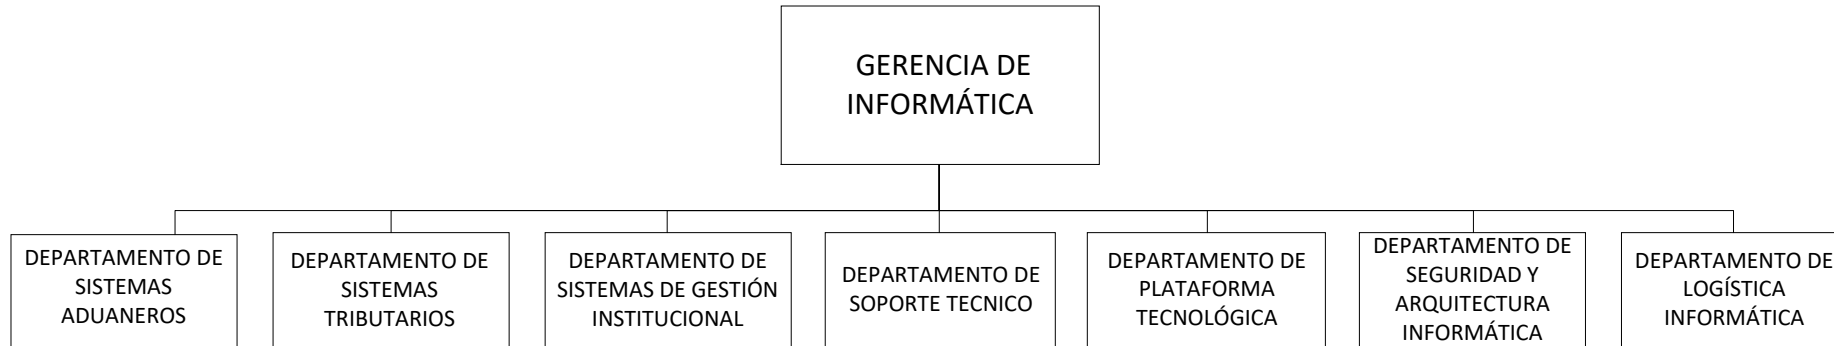 GERENCIA DE
INFORMÁTICA
DEPARTAMENTO DE
SISTEMAS
ADUANEROS
DEPARTAMENTO DE
SISTEMAS
TRIBUTARIOS
DEPARTAMENTO DE
SISTEMAS DE GESTIÓN
INSTITUCIONAL
DEPARTAMENTO DE
SOPORTE TECNICO
DEPARTAMENTO DE
PLATAFORMA
TECNOLÓGICA
DEPARTAMENTO DE
SEGURIDAD Y
ARQUITECTURA
INFORMÁTICA
DEPARTAMENTO DE
LOGÍSTICA
INFORMÁTICA